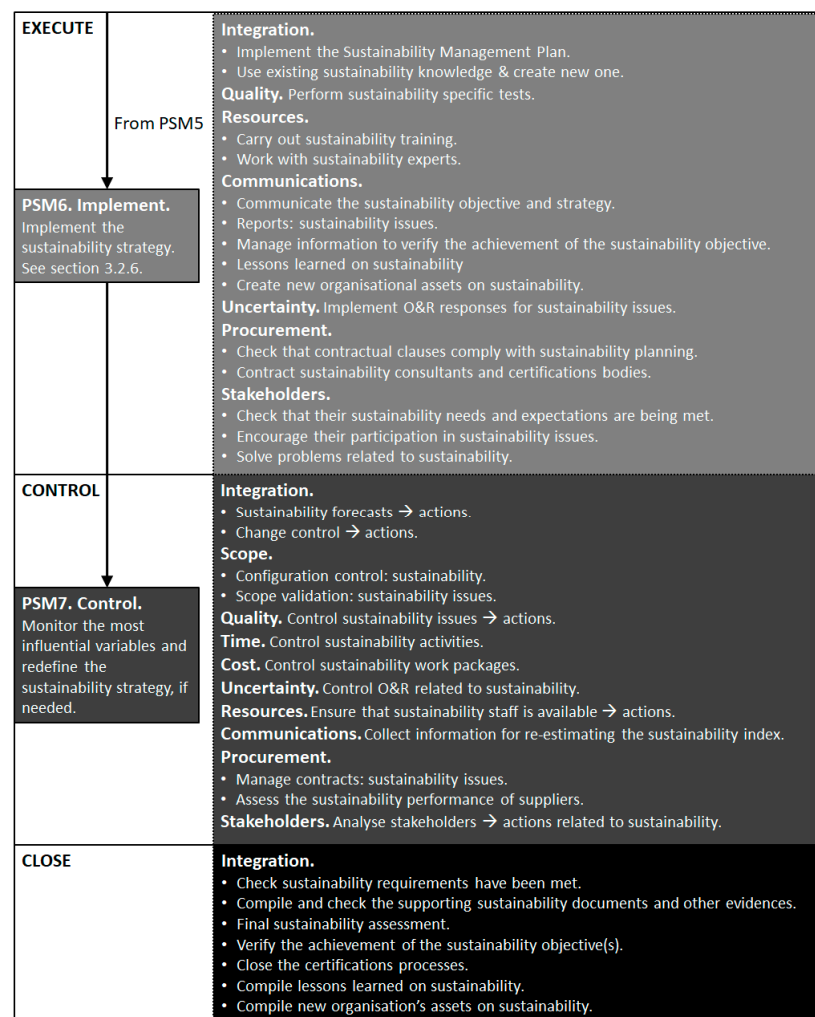 EXECUTE
From PSM5
PSM6. Implement.
Implement the
sustainability strategy.
See section 3.2.6.
Integration.
• Implement the Sustainability Management Plan.
• Use existing sustainability knowledge & create new one.
Quality. Perform sustainability specific tests.
Resources.
• Carry out sustainability training.
• Work with sustainability experts.
Communications.
• Communicate the sustainability objective and strategy.
• Reports: sustainability issues.
• Manage information to verify the achievement of the sustainability objective.
• Lessons learned on sustainability
• Create new organisational assets on sustainability.
Uncertainty. Implement O&R responses for sustainability issues.
Procurement.
• Check that contractual clauses comply with sustainability planning.
• Contract sustainability consultants and certifications bodies.
Stakeholders.
• Check that their sustainability needs and expectations are being met.
• Encourage their participation in sustainability issues.
• Solve problems related to sustainability.
CONTROL
PSM7. Control.
Monitor the most
influential variables and
redefine the
sustainability strategy, if
needed.
Integration.
• Sustainability forecasts → actions.
• Change control → actions.
Scope.
• Configuration control: sustainability.
• Scope validation: sustainability issues.
Quality. Control sustainability issues → actions.
Time. Control sustainability activities.
Cost. Control sustainability work packages.
Uncertainty. Control O&R related to sustainability.
Resources. Ensure that sustainability staff is available → actions.
Communications. Collect information for re-estimating the sustainability index.
Procurement.
• Manage contracts: sustainability issues.
• Assess the sustainability performance of suppliers.
Stakeholders. Analyse stakeholders → actions related to sustainability.
CLOSE
Integration.
• Check sustainability requirements have been met.
• Compile and check the supporting sustainability documents and other evidences.
• Final sustainability assessment.
• Verify the achievement of the sustainability objective(s).
• Close the certifications processes.
• Compile lessons learned on sustainability.
• Compile new organisation's assets on sustainability.